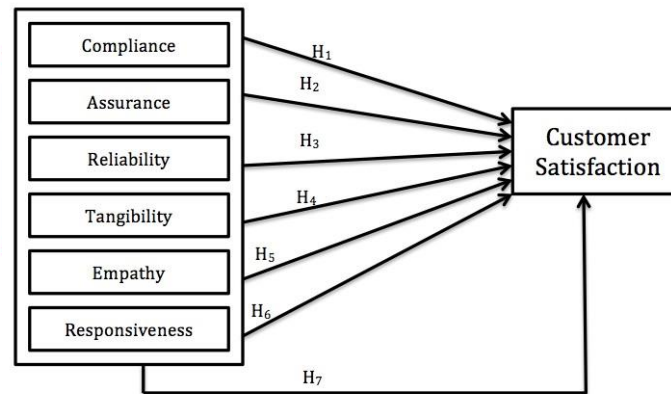 Compliance
Assurance
Reliability
Tangibility
Empathy
Responsiveness
H₁
H₂
H₃
H₄
H₅
H₆
H₇
Customer
Satisfaction